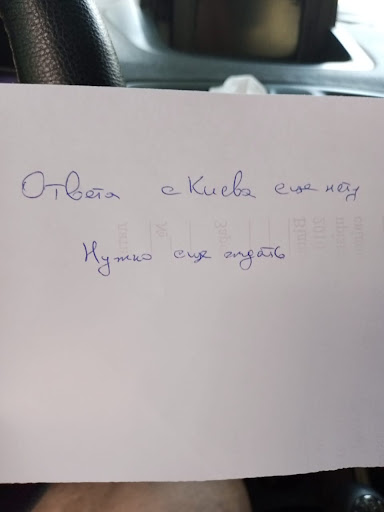 Ответа с Киева еще нету
Нужно еще ждать